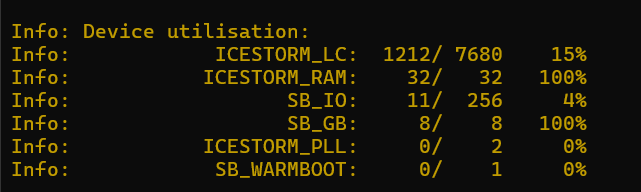 Info: Device utilisation:
Info:            ICESTORM_LC:  1212/ 7680    15%
Info:           ICESTORM_RAM:    32/   32   100%
Info:                  SB_IO:    11/  256     4%
Info:                  SB_GB:     8/    8   100%
Info:           ICESTORM_PLL:     0/    2     0%
Info:            SB_WARMBOOT:     0/    1     0%